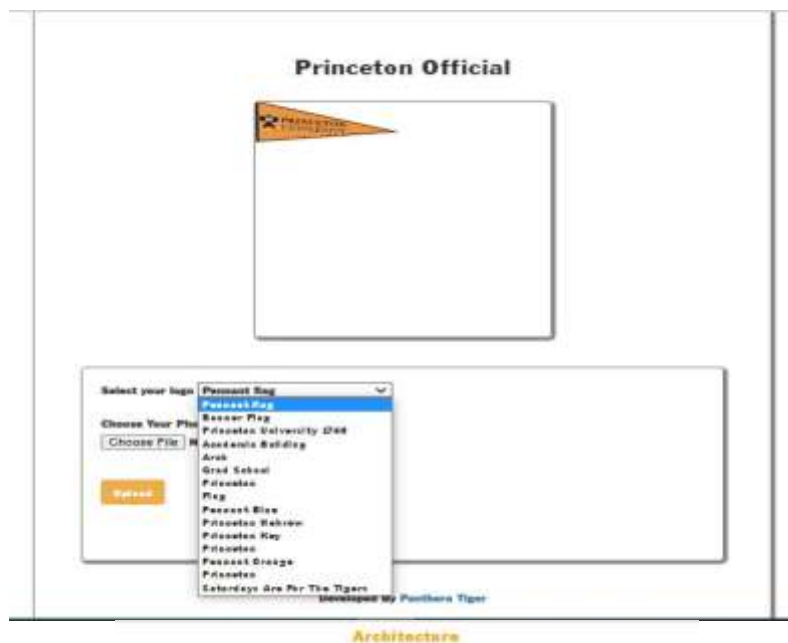 Princeton Official
PRINCETON
UNIVERSITY
Select your logo Pennant Flag
Pennant Flag
Banner Flag
Choose Your
Princeton University 1746
Choose File
Academic Building
Arch
Grad School
Princeton
Upload
Flag
Pennant Blue
Princeton Hebrew
Princeton Key
Princeton
Pennant Orange
Princeton
Saturdays Are For The Tigers
Developed By Panthera Tiger
Architecture